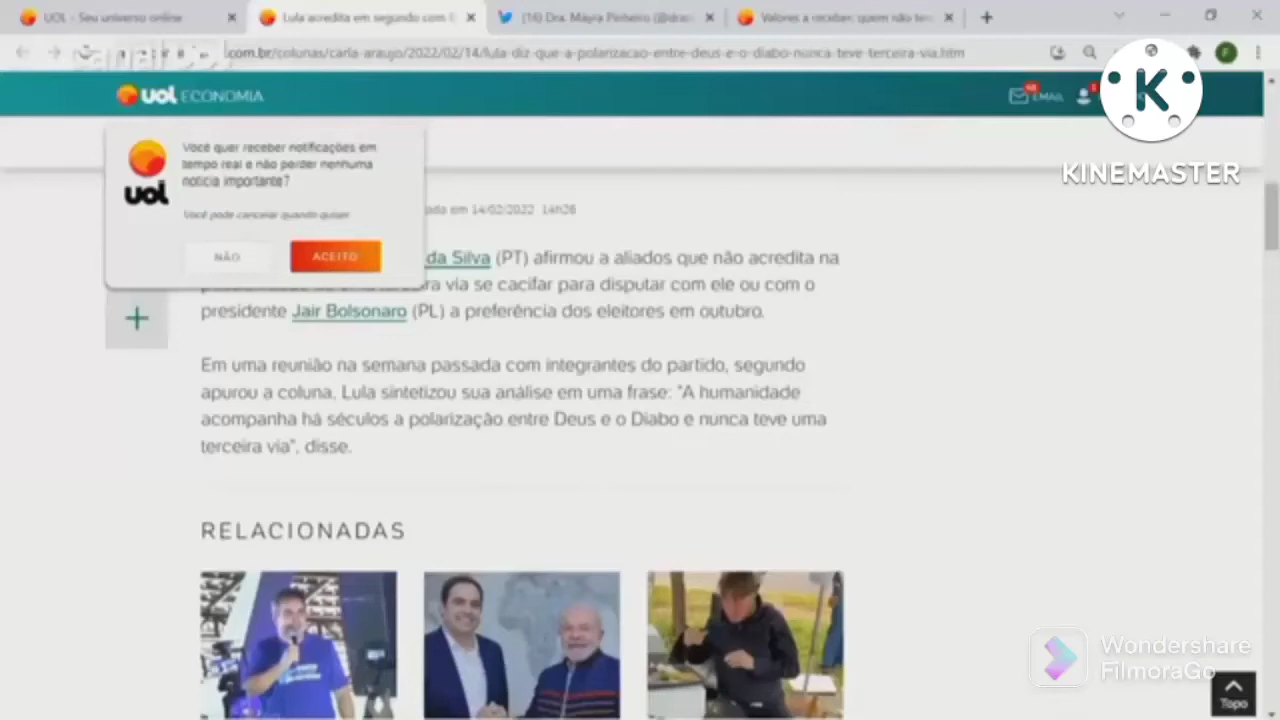 UOL - Seu universo online
Lula acredita em segundo com
(16) Dra. Mayra Pinheiro (@dra
Valores a receber: quem não ten
.com.br/colunas/carla-araujo/2022/02/14/lula-diz-que-a-polarizacao-entre-deus-e-o-diabo-nunca-teve-terceira-via.htm
UOL ECONOMIA
EMAIL
K
KINEMASTER
Você quer receber notificações em
tempo real e não perder nenhuma
notícia importante?
uol
Você pode cancelar quando quiser
NÃO
ACEITO
em 14/02/2022 14h26
da Silva (PT) afirmou a aliados que não acredita na
via se cacifar para disputar com ele ou com o
presidente Jair Bolsonaro (PL) a preferência dos eleitores em outubro.
Em uma reunião na semana passada com integrantes do partido, segundo
apurou a coluna, Lula sintetizou sua análise em uma frase: "A humanidade
acompanha há séculos a polarização entre Deus e o Diabo e nunca teve uma
terceira via", disse.
RELACIONADAS
Wondershare
FilmoraGo
Topo